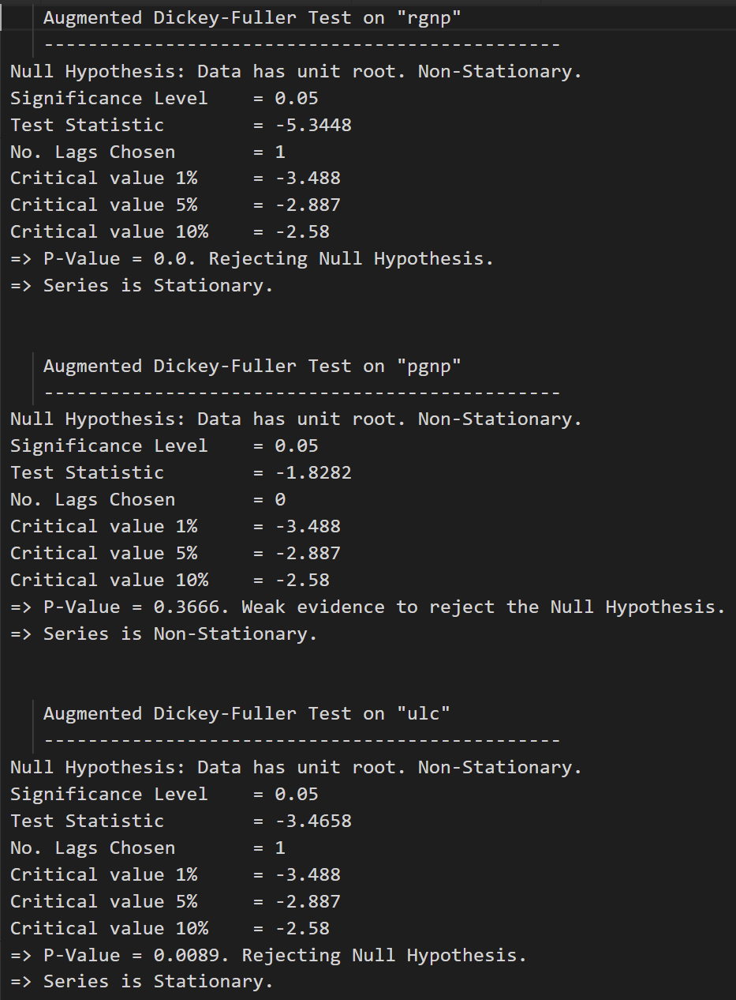 Augmented Dickey-Fuller Test on "rgnp"
-----------------------------------------------
Null Hypothesis: Data has unit root. Non-Stationary.
Significance Level    = 0.05
Test Statistic        = -5.3448
No. Lags Chosen       = 1
Critical value 1%     = -3.488
Critical value 5%     = -2.887
Critical value 10%    = -2.58
=> P-Value = 0.0. Rejecting Null Hypothesis.
=> Series is Stationary.
Augmented Dickey-Fuller Test on "pgnp"
-----------------------------------------------
Null Hypothesis: Data has unit root. Non-Stationary.
Significance Level    = 0.05
Test Statistic        = -1.8282
No. Lags Chosen       = 0
Critical value 1%     = -3.488
Critical value 5%     = -2.887
Critical value 10%    = -2.58
=> P-Value = 0.3666. Weak evidence to reject the Null Hypothesis.
=> Series is Non-Stationary.
Augmented Dickey-Fuller Test on "ulc"
-----------------------------------------------
Null Hypothesis: Data has unit root. Non-Stationary.
Significance Level    = 0.05
Test Statistic        = -3.4658
No. Lags Chosen       = 1
Critical value 1%     = -3.488
Critical value 5%     = -2.887
Critical value 10%    = -2.58
=> P-Value = 0.0089. Rejecting Null Hypothesis.
=> Series is Stationary.